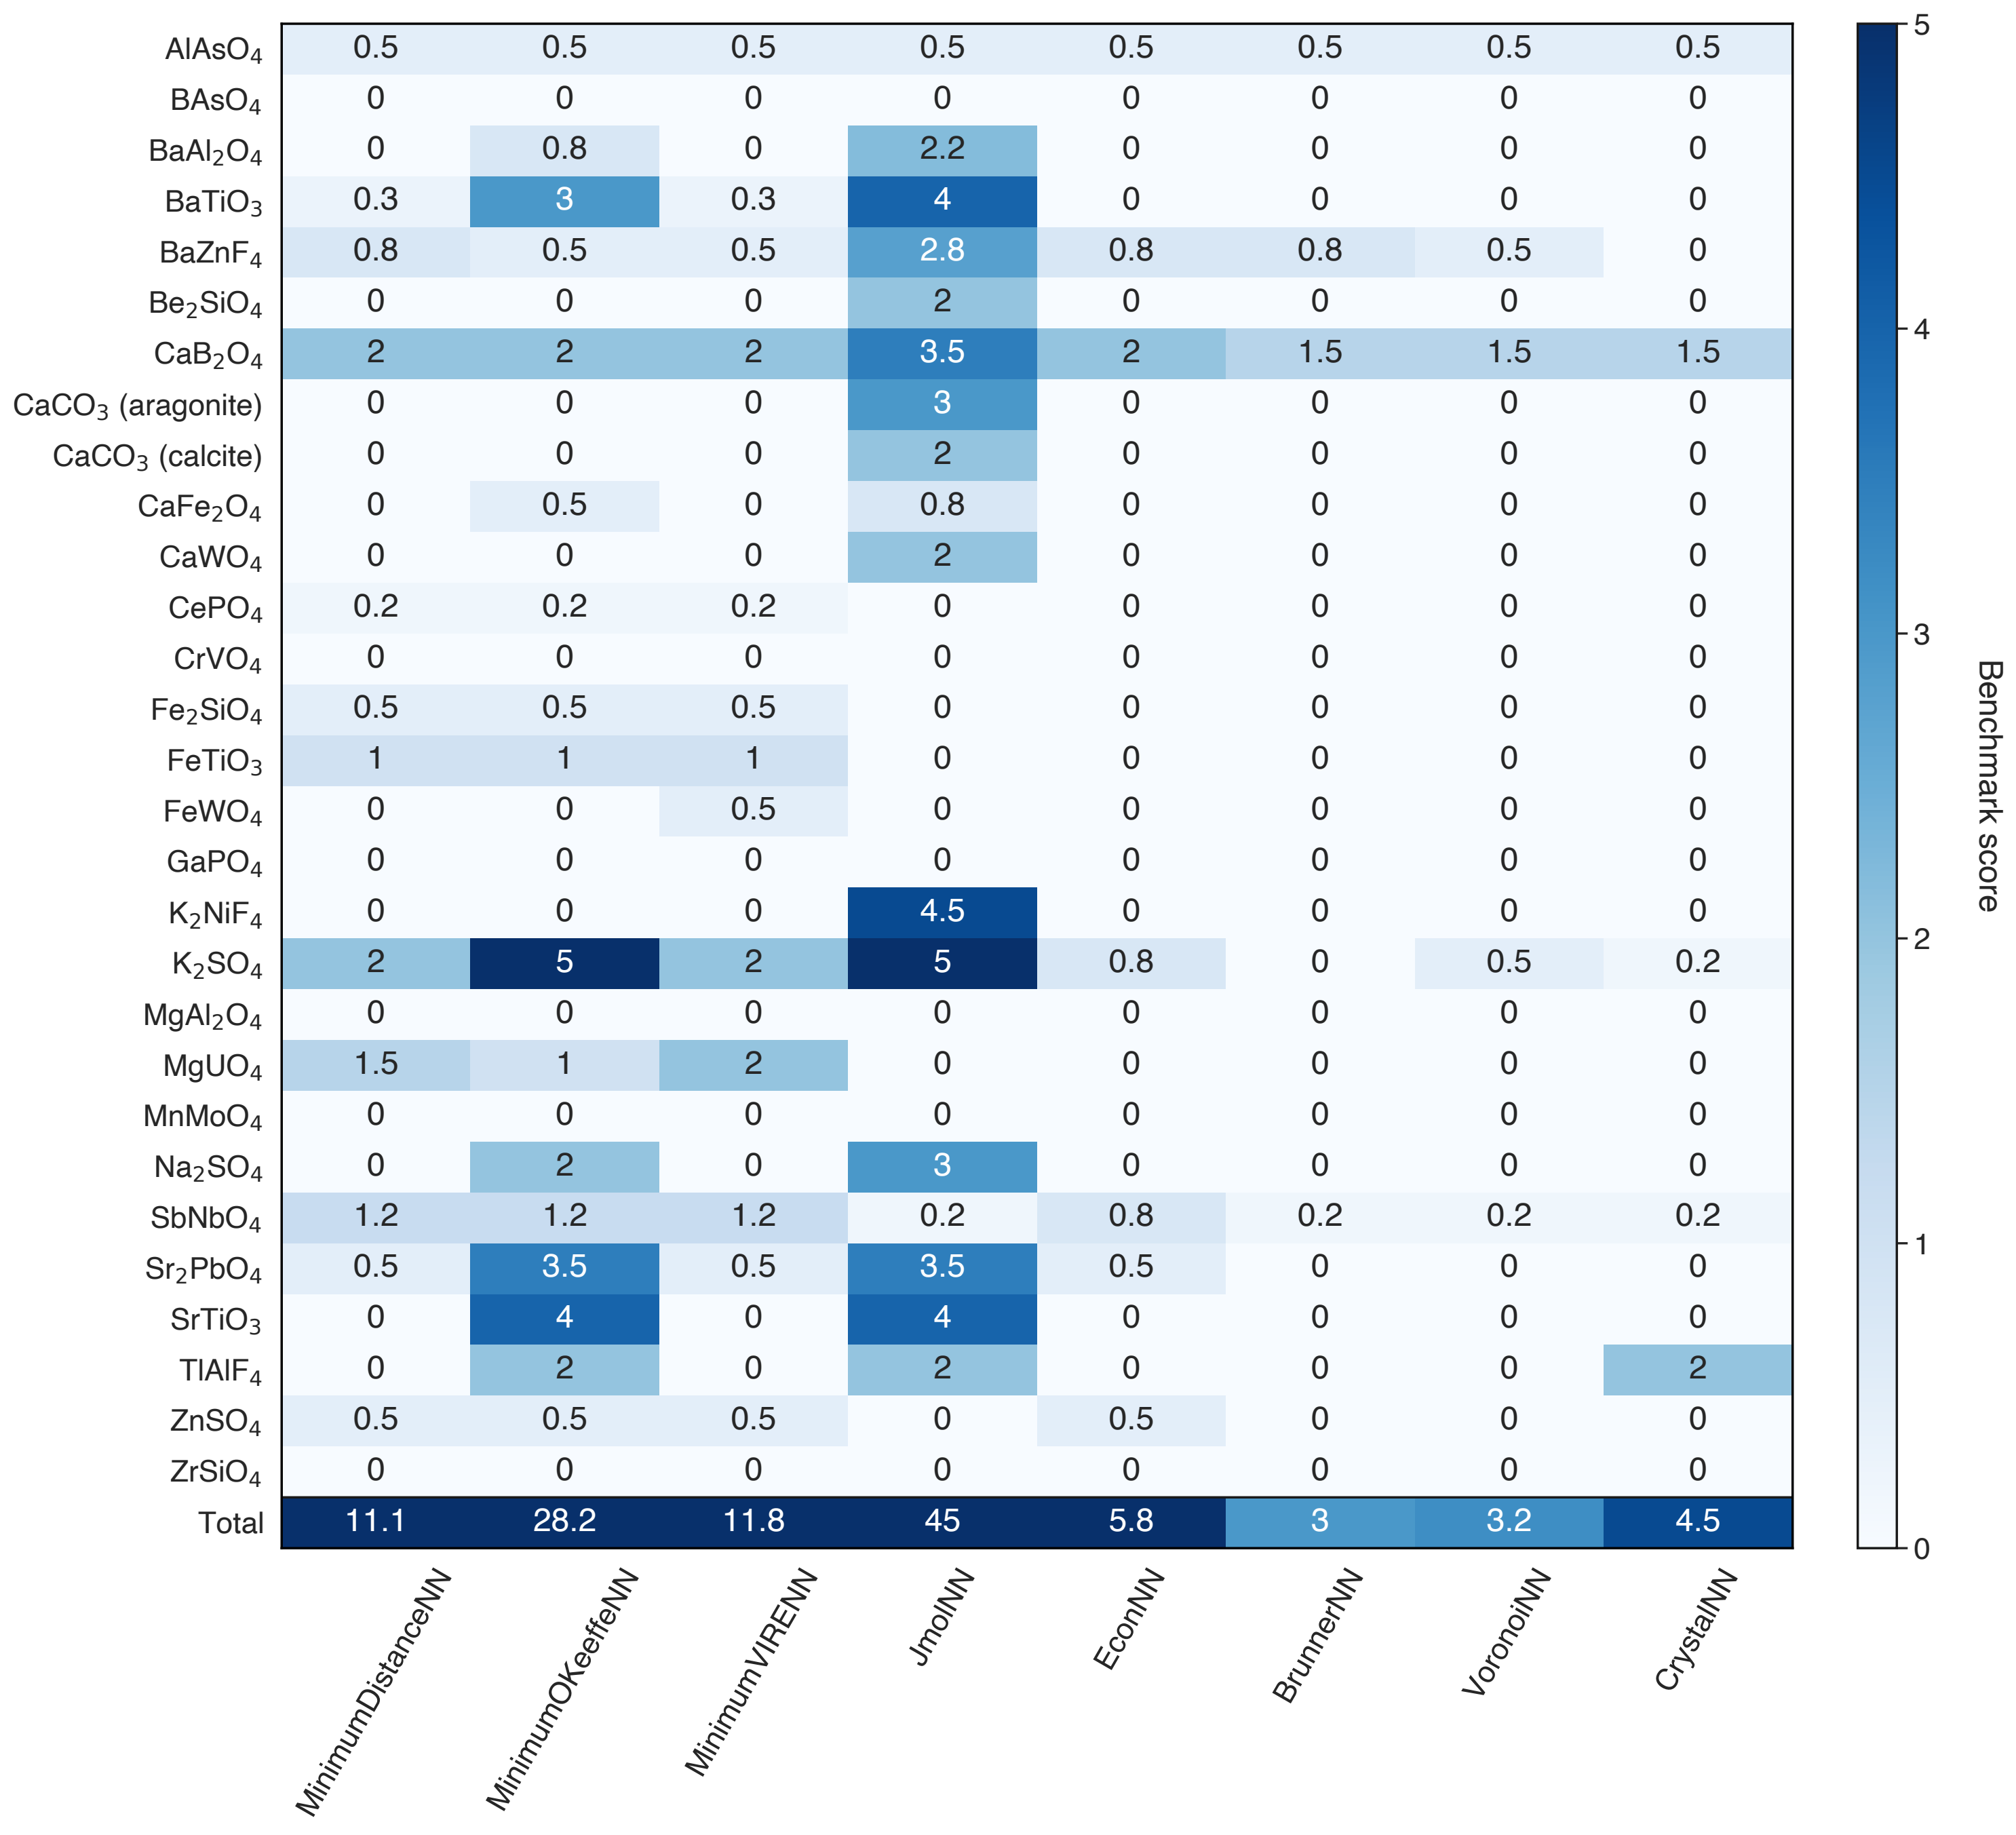 AlAsO₄ 0.5 0.5 0.5 0.5 0.5 0.5 0.5 0.5
BAsO₄ 0 0 0 0 0 0 0 0
BaAl₂O₄ 0 0.8 0 2.2 0 0 0 0
BaTiO₃ 0.3 3 0.3 4 0 0 0 0
BaZnF₄ 0.8 0.5 0.5 2.8 0.8 0.8 0.5 0
Be₂SiO₄ 0 0 0 2 0 0 0 0
CaB₂O₄ 2 2 2 3.5 2 1.5 1.5 1.5
CaCO₃ (aragonite) 0 0 0 3 0 0 0 0
CaCO₃ (calcite) 0 0 0 2 0 0 0 0
CaFe₂O₄ 0 0.5 0 0.8 0 0 0 0
CaWO₄ 0 0 0 2 0 0 0 0
CePO₄ 0.2 0.2 0.2 0 0 0 0 0
CrVO₄ 0 0 0 0 0 0 0 0
Fe₂SiO₄ 0.5 0.5 0.5 0 0 0 0 0
FeTiO₃ 1 1 1 0 0 0 0 0
FeWO₄ 0 0 0.5 0 0 0 0 0
GaPO₄ 0 0 0 0 0 0 0 0
K₂NiF₄ 0 0 0 4.5 0 0 0 0
K₂SO₄ 2 5 2 5 0.8 0 0.5 0.2
MgAl₂O₄ 0 0 0 0 0 0 0 0
MgUO₄ 1.5 1 2 0 0 0 0 0
MnMoO₄ 0 0 0 0 0 0 0 0
Na₂SO₄ 0 2 0 3 0 0 0 0
SbNbO₄ 1.2 1.2 1.2 0.2 0.8 0.2 0.2 0.2
Sr₂PbO₄ 0.5 3.5 0.5 3.5 0.5 0 0 0
SrTiO₃ 0 4 0 4 0 0 0 0
TlAlF₄ 0 2 0 2 0 0 0 2
ZnSO₄ 0.5 0.5 0.5 0 0.5 0 0 0
ZrSiO₄ 0 0 0 0 0 0 0 0
Total 11.1 28.2 11.8 45 5.8 3 3.2 4.5
MinimumDistanceNN
MinimumOKeeffeNN
MinimumVIRENN
JmolNN
EconNN
BrunnerNN
VoronoiNN
CrystalNN
5
4
3
2
1
0
Benchmark score